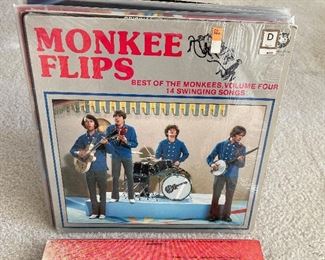 MONKEE
FLIPS
D
BEST OF THE MONKEES, VOLUME FOUR
14 SWINGING SONGS